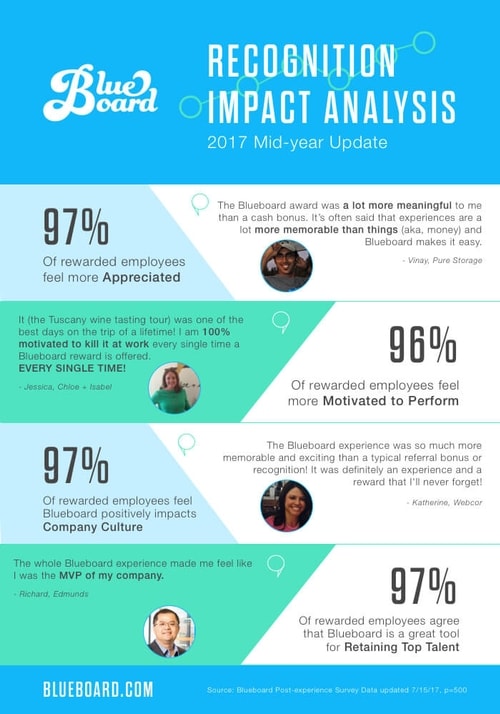 Blue
Board
RECOGNITION
IMPACT ANALYSIS
2017 Mid-year Update
97%
Of rewarded employees
feel more Appreciated
The Blueboard award was a lot more meaningful to me
than a cash bonus. It's often said that experiences are a
lot more memorable than things (aka, money) and
Blueboard makes it easy.
- Vinay, Pure Storage
It (the Tuscany wine tasting tour) was one of the
best days on the trip of a lifetime! I am 100%
motivated to kill it at work every single time a
Blueboard reward is offered.
EVERY SINGLE TIME!
- Jessica, Chloe + Isabel
96%
Of rewarded employees feel
more Motivated to Perform
97%
Of rewarded employees feel
Blueboard positively impacts
Company Culture
The Blueboard experience was so much more
memorable and exciting than a typical referral bonus or
recognition! It was definitely an experience and a
reward that I'll never forget!
- Katherine, Webcor
The whole Blueboard experience made me feel like
I was the MVP of my company.
- Richard, Edmunds
97%
Of rewarded employees agree
that Blueboard is a great tool
for Retaining Top Talent
BLUEBOARD.COM
Source: Blueboard Post-experience Survey Data updated 7/15/17, p=500